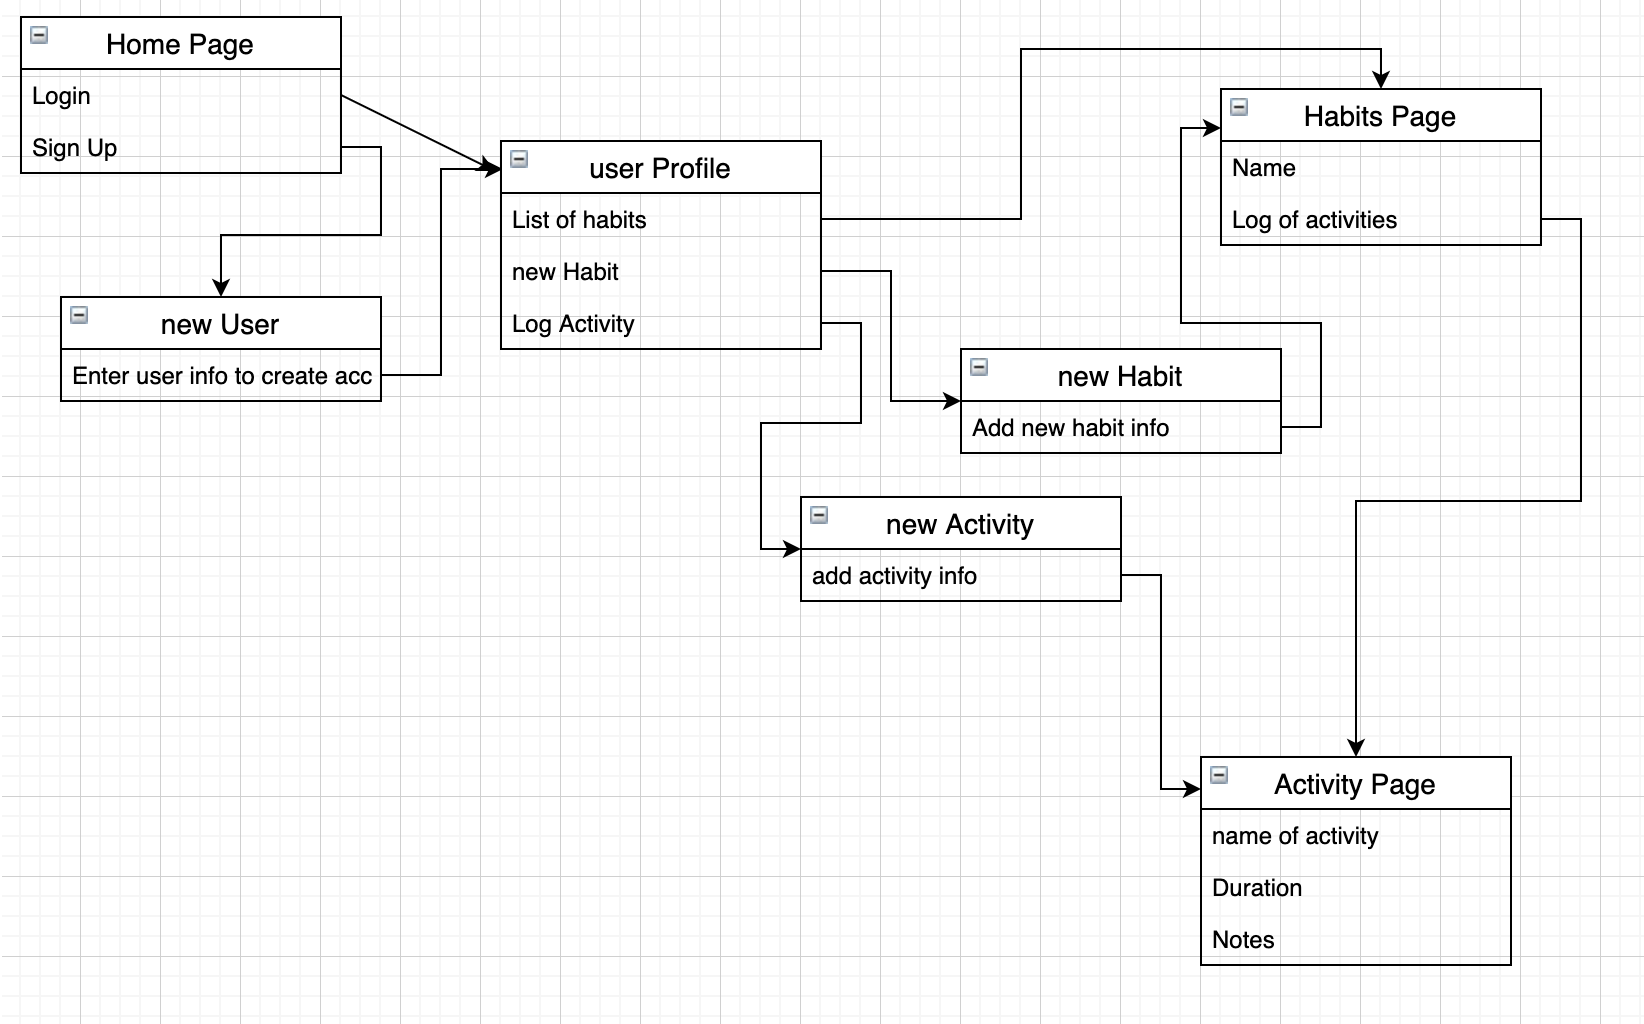 Home Page
Login
Sign Up
new User
Enter user info to create acc
user Profile
List of habits
new Habit
Log Activity
Habits Page
Name
Log of activities
new Habit
Add new habit info
new Activity
add activity info
Activity Page
name of activity
Duration
Notes